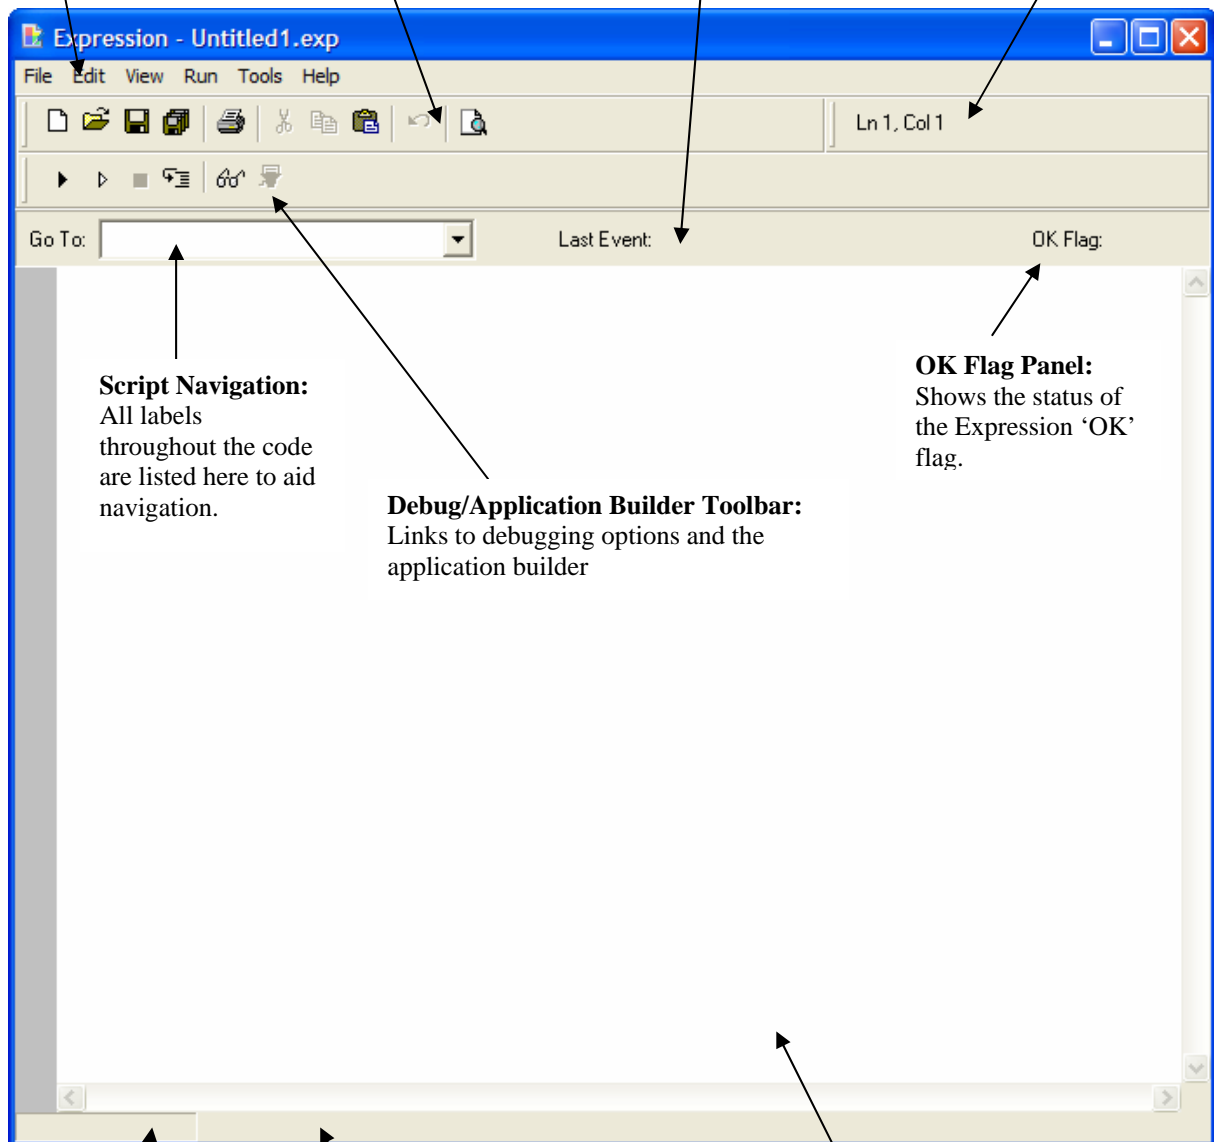 Expression - Untitled1.exp
File Edit View Run Tools Help
Ln 1, Col 1
Go To:
Last Event:
OK Flag:
Script Navigation:
All labels
throughout the code
are listed here to aid
navigation.
OK Flag Panel:
Shows the status of
the Expression ‘OK’
flag.
Debug/Application Builder Toolbar:
Links to debugging options and the
application builder